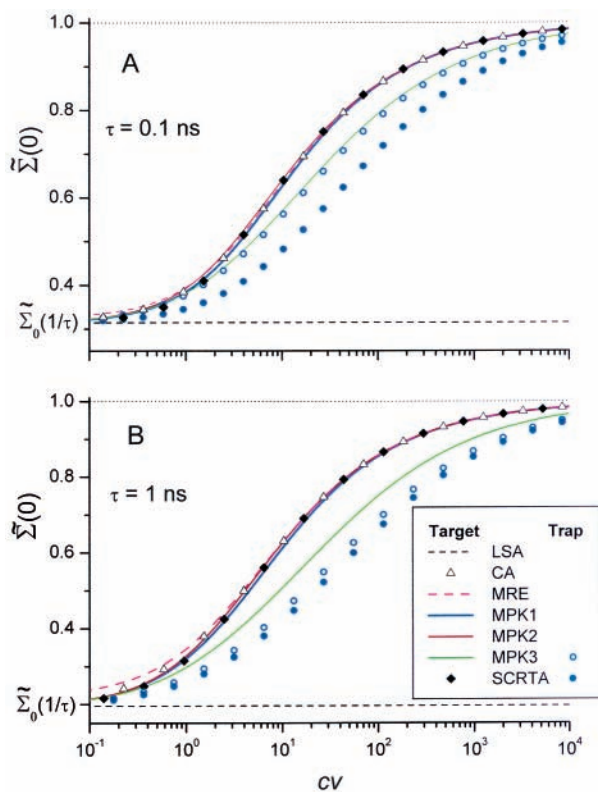 A
τ = 0.1 ns
Σ̃(0)
1.0
0.8
0.6
0.4
Σ̃₀(1/τ)
B
τ = 1 ns
Σ̃(0)
1.0
0.8
0.6
0.4
Σ̃₀(1/τ)
Target Trap
LSA
CA
MRE
MPK1
MPK2
MPK3
SCRTA
10⁻¹ 10⁰ 10¹ 10² 10³ 10⁴
cv